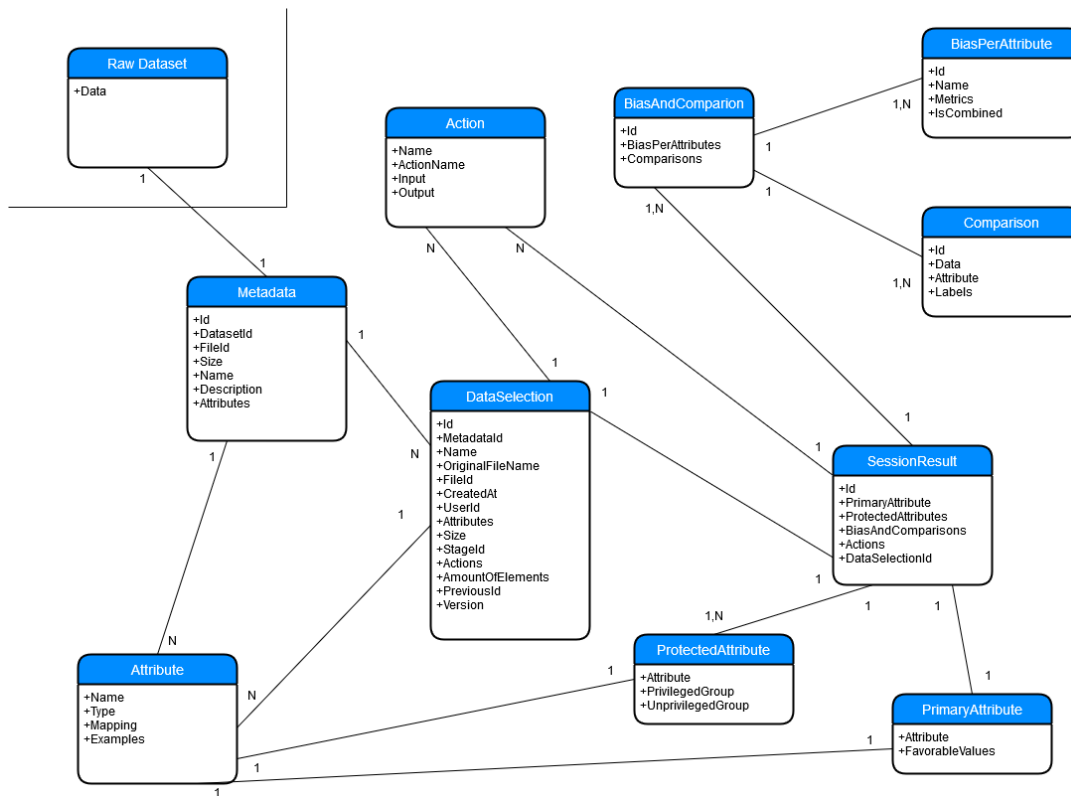 Raw Dataset
+Data
1
1
Metadata
+Id
+DatasetId
+FileId
+Size
+Name
+Description
+Attributes
1
1
N
Action
+Name
+ActionName
+Input
+Output
N
N
1
1
DataSelection
+Id
+MetadataId
+Name
+OriginalFileName
+FileId
+CreatedAt
+UserId
+Attributes
+Size
+StageId
+Actions
+AmountOfElements
+PreviousId
+Version
1
N
N
Attribute
+Name
+Type
+Mapping
+Examples
1
1
BiasAndComparion
+Id
+BiasPerAttributes
+Comparisons
1
1
1,N
BiasPerAttribute
+Id
+Name
+Metrics
+IsCombined
1,N
Comparison
+Id
+Data
+Attribute
+Labels
1,N
1
1
SessionResult
+Id
+PrimaryAttribute
+ProtectedAttributes
+BiasAndComparisons
+Actions
+DataSelectionId
1
1
1
1,N
ProtectedAttribute
+Attribute
+PrivilegedGroup
+UnprivilegedGroup
1
1
PrimaryAttribute
+Attribute
+FavorableValues
1